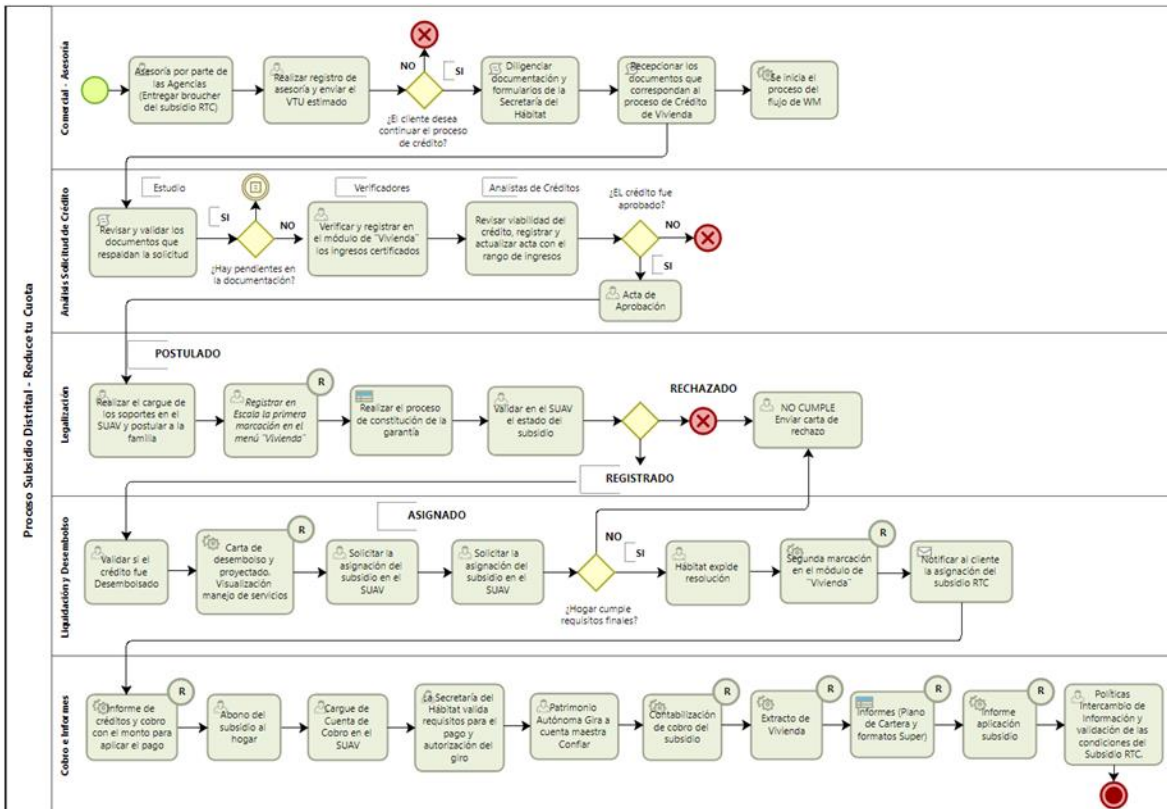 Proceso Subsidio Distrital - Reduce tu Cuota
Comercial - Asesoría
Asesoría por parte de
las Agencias
(Entregar broucher
del subsidio RTC)
Realizar registro de
asesoría y enviar el
VTU estimado
NO
SI
¿El cliente desea
continuar el proceso
de crédito?
Diligenciar
documentación y
formularios de la
Secretaría del
Hábitat
Recepcionar los
documentos que
correspondan al
proceso de Crédito
de Vivienda
Se inicia el
proceso del
flujo de WM
Análisis Solicitud de Crédito
Estudio
Revisar y validar los
documentos que
respaldan la solicitud
SI
NO
¿Hay pendientes en
la documentación?
Verificadores
Verificar y registrar en
el módulo de "Vivienda"
los ingresos certificados
Analistas de Créditos
Revisar viabilidad del
crédito, registrar y
actualizar acta con el
rango de ingresos
¿EL crédito fue
aprobado?
NO
SI
Acta de
Aprobación
Legalización
POSTULADO
Realizar el cargue de
los soportes en el
SUAV y postular a la
familia
R
Registrar en
Escala la primera
marcación en el
menú "Vivienda"
Realizar el proceso
de constitución de la
garantía
Validar en el SUAV
el estado del
subsidio
RECHAZADO
NO CUMPLE
Enviar carta de
rechazo
REGISTRADO
Liquidación y Desembolso
Validar si el
crédito fue
Desembolsado
R
Carta de
desembolso y
proyectado.
Visualización
manejo de servicios
ASIGNADO
Solicitar la
asignación del
subsidio en el
SUAV
Solicitar la
asignación del
subsidio en el
SUAV
NO
SI
¿Hogar cumple
requisitos finales?
Hábitat expide
resolución
R
Segunda marcación
en el módulo de
"Vivienda"
Notificar al cliente
la asignación del
subsidio RTC
Cobro e Informes
R
Informe de
créditos y cobro
con el monto para
aplicar el pago
Abono del
subsidio al
hogar
Cargue de
Cuenta de
Cobro en el
SUAV
La Secretaría del
Hábitat valida
requisitos para el
pago y
autorización del
giro
Patrimonio
Autónoma Gira a
cuenta maestra
Confiar
R
Contabilización
de cobro del
subsidio
R
Extracto de
Vivienda
R
Informes (Plano
de Cartera y
formatos Super)
R
Informe
aplicación
subsidio
Políticas
Intercambio de
Información y
validación de las
condiciones del
Subsidio RTC.